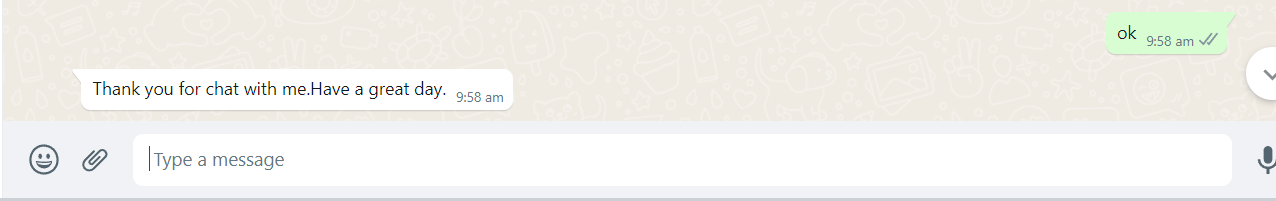 ok 9:58 am
Thank you for chat with me.Have a great day. 9:58 am
Type a message